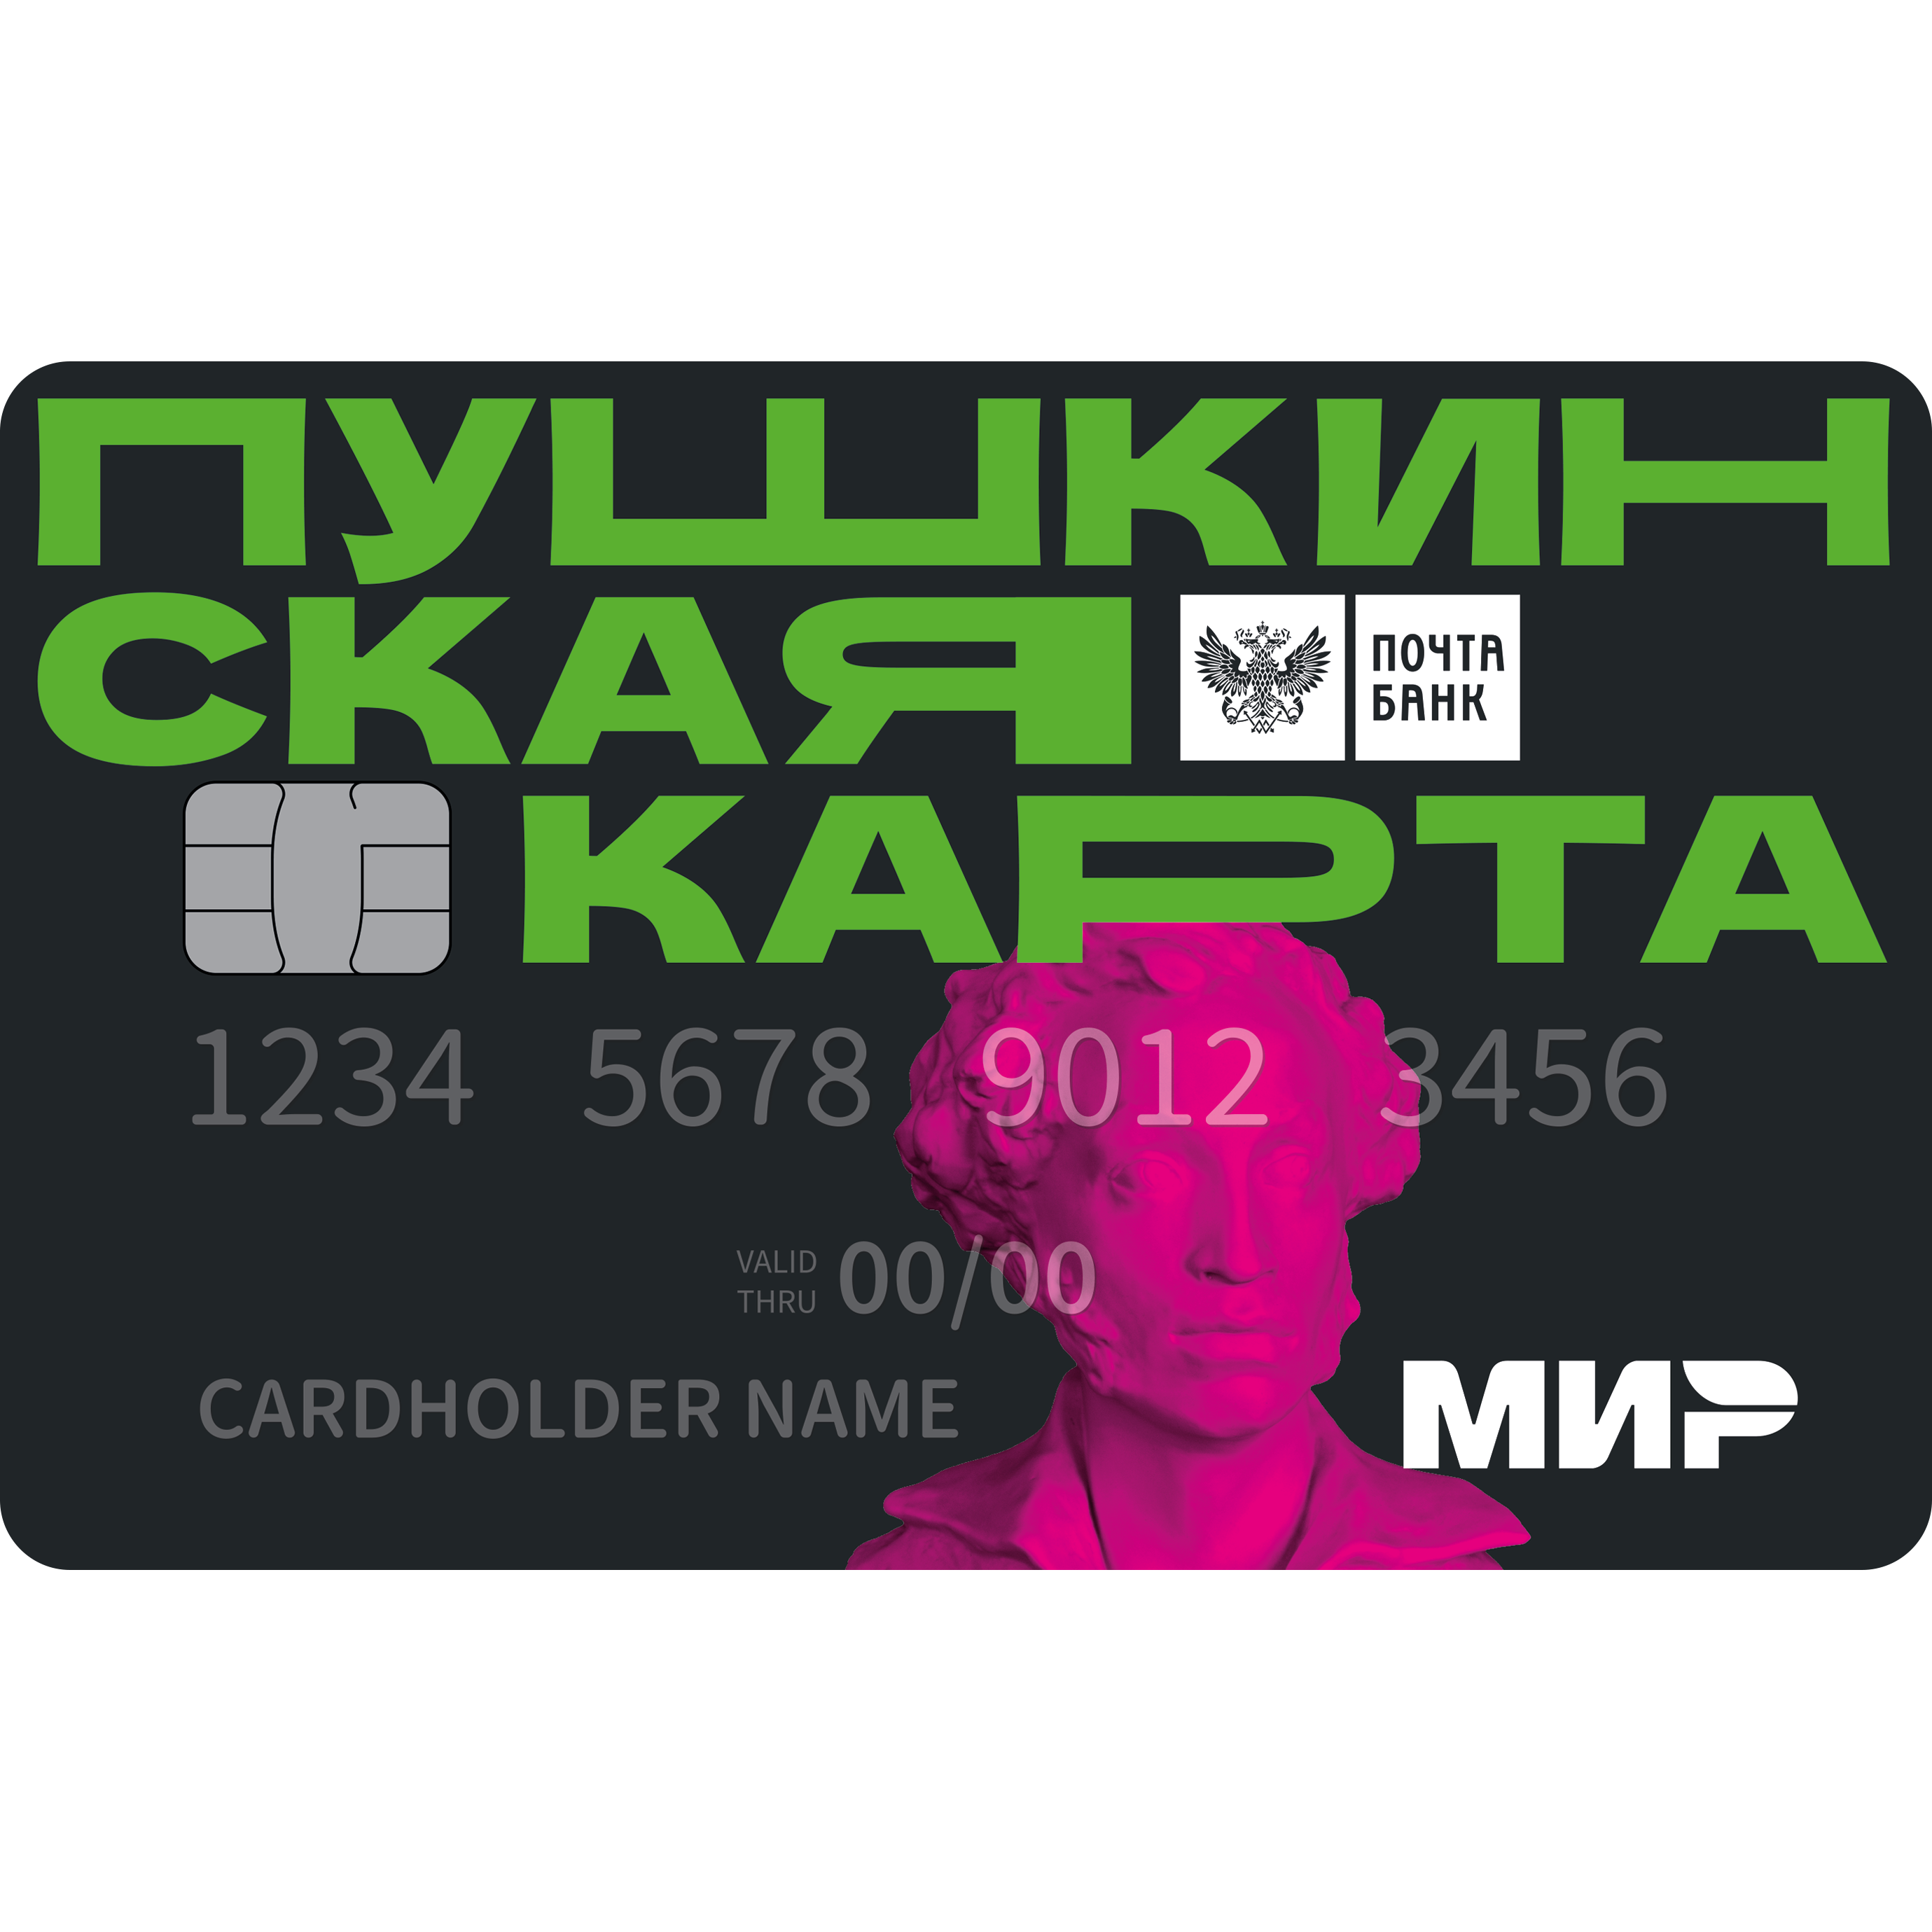 ПУШКИН
СКАЯ
ПОЧТА
БАНК
КАРТА
1234 5678 9012 3456
VALID
THRU 00/00
CARDHOLDER NAME
МИР